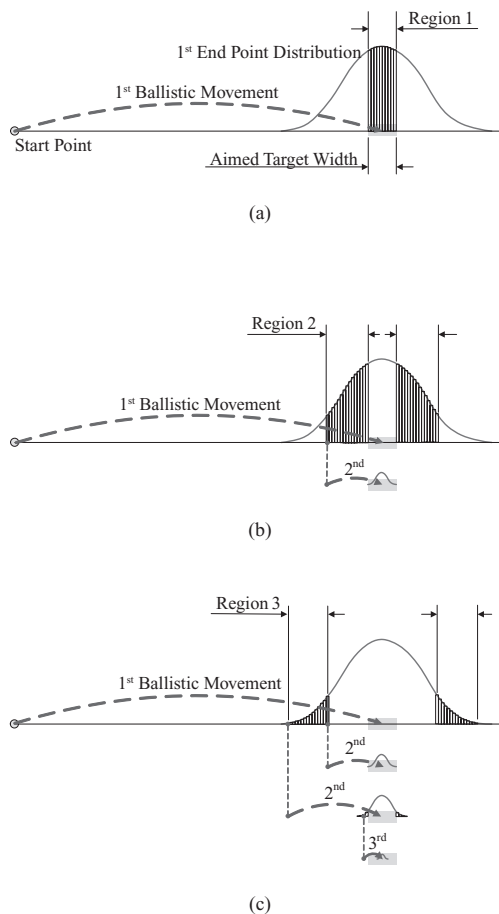 Region 1
1st End Point Distribution
1st Ballistic Movement
Start Point
Aimed Target Width
(a)
Region 2
1st Ballistic Movement
2nd
(b)
Region 3
1st Ballistic Movement
2nd
2nd
3rd
(c)